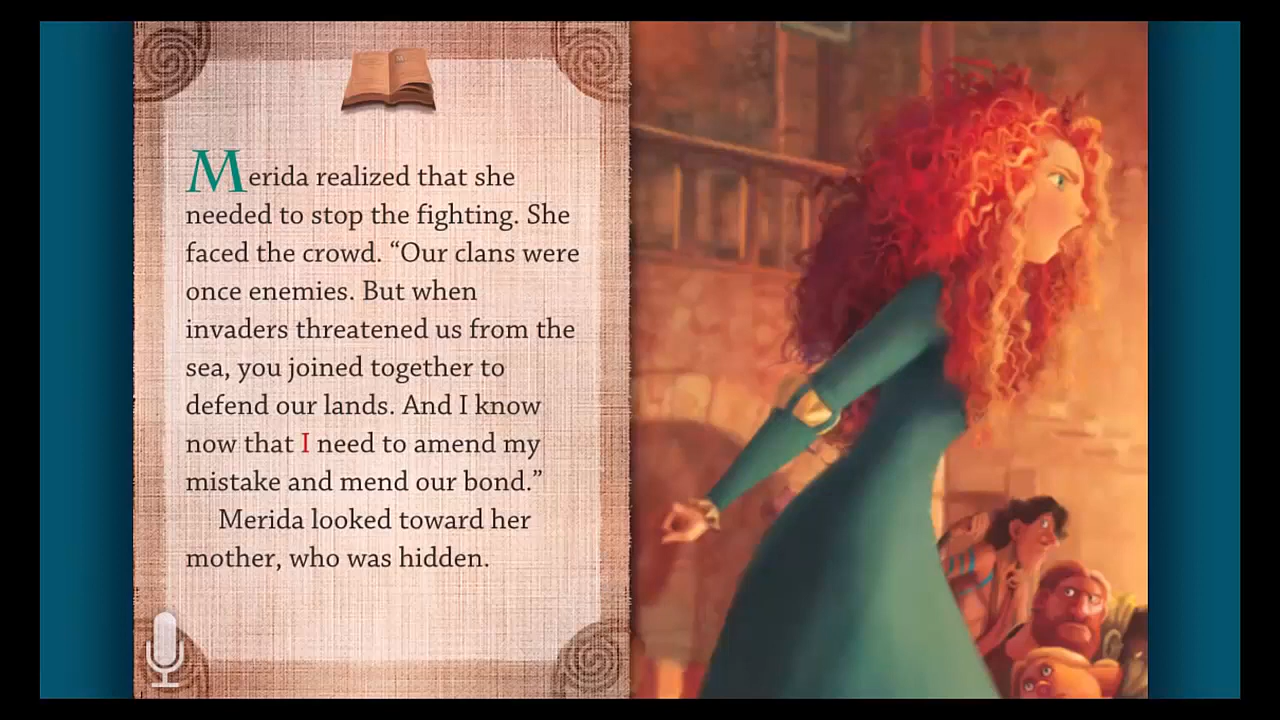 Merida realized that she
needed to stop the fighting. She
faced the crowd. “Our clans were
once enemies. But when
invaders threatened us from the
sea, you joined together to
defend our lands. And I know
now that I need to amend my
mistake and mend our bond.”
Merida looked toward her
mother, who was hidden.